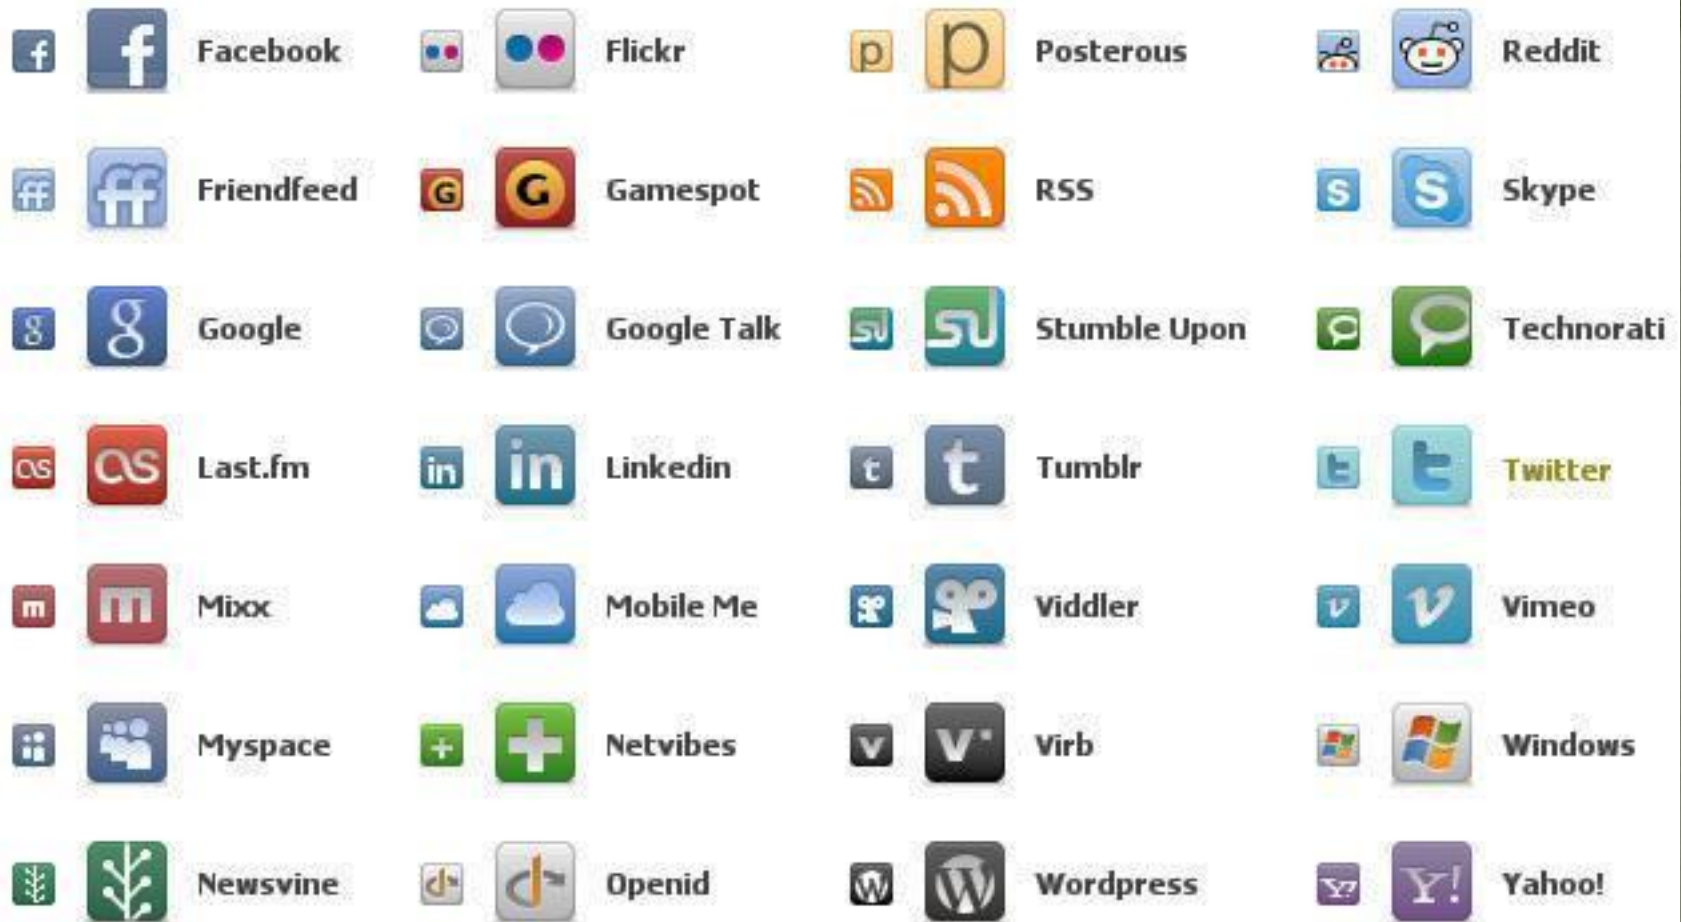 Facebook Flickr Posterous Reddit
Friendfeed Gamespot RSS Skype
Google Google Talk Stumble Upon Technorati
Last.fm Linkedin Tumblr Twitter
Mixx Mobile Me Viddler Vimeo
Myspace Netvibes Virb Windows
Newsvine Openid Wordpress Yahoo!